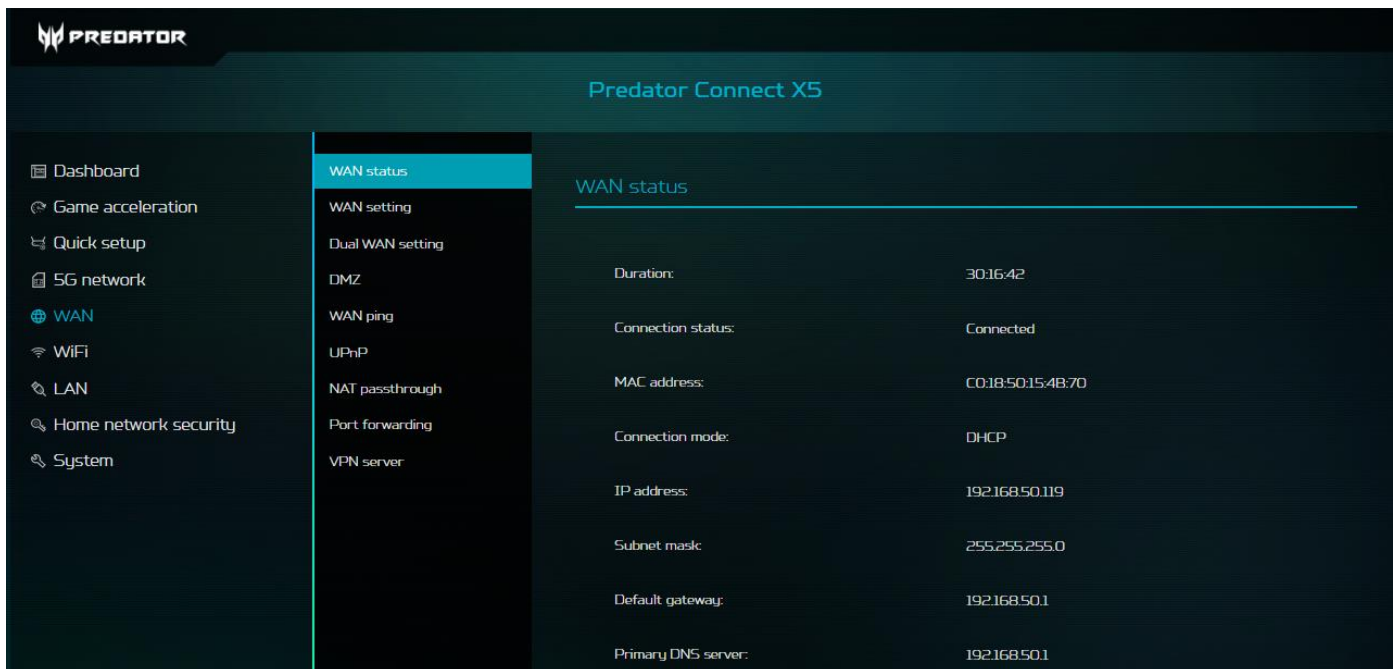 PREDATOR
Predator Connect X5
Dashboard
Game acceleration
Quick setup
5G network
WAN
WiFi
LAN
Home network security
System
WAN status
WAN setting
Dual WAN setting
DMZ
WAN ping
UPnP
NAT passthrough
Port forwarding
VPN server
WAN status
Duration: 30:16:42
Connection status: Connected
MAC address: C0:18:50:15:4B:70
Connection mode: DHCP
IP address: 192.168.50.119
Subnet mask: 255.255.255.0
Default gateway: 192.168.50.1
Primary DNS server: 192.168.50.1